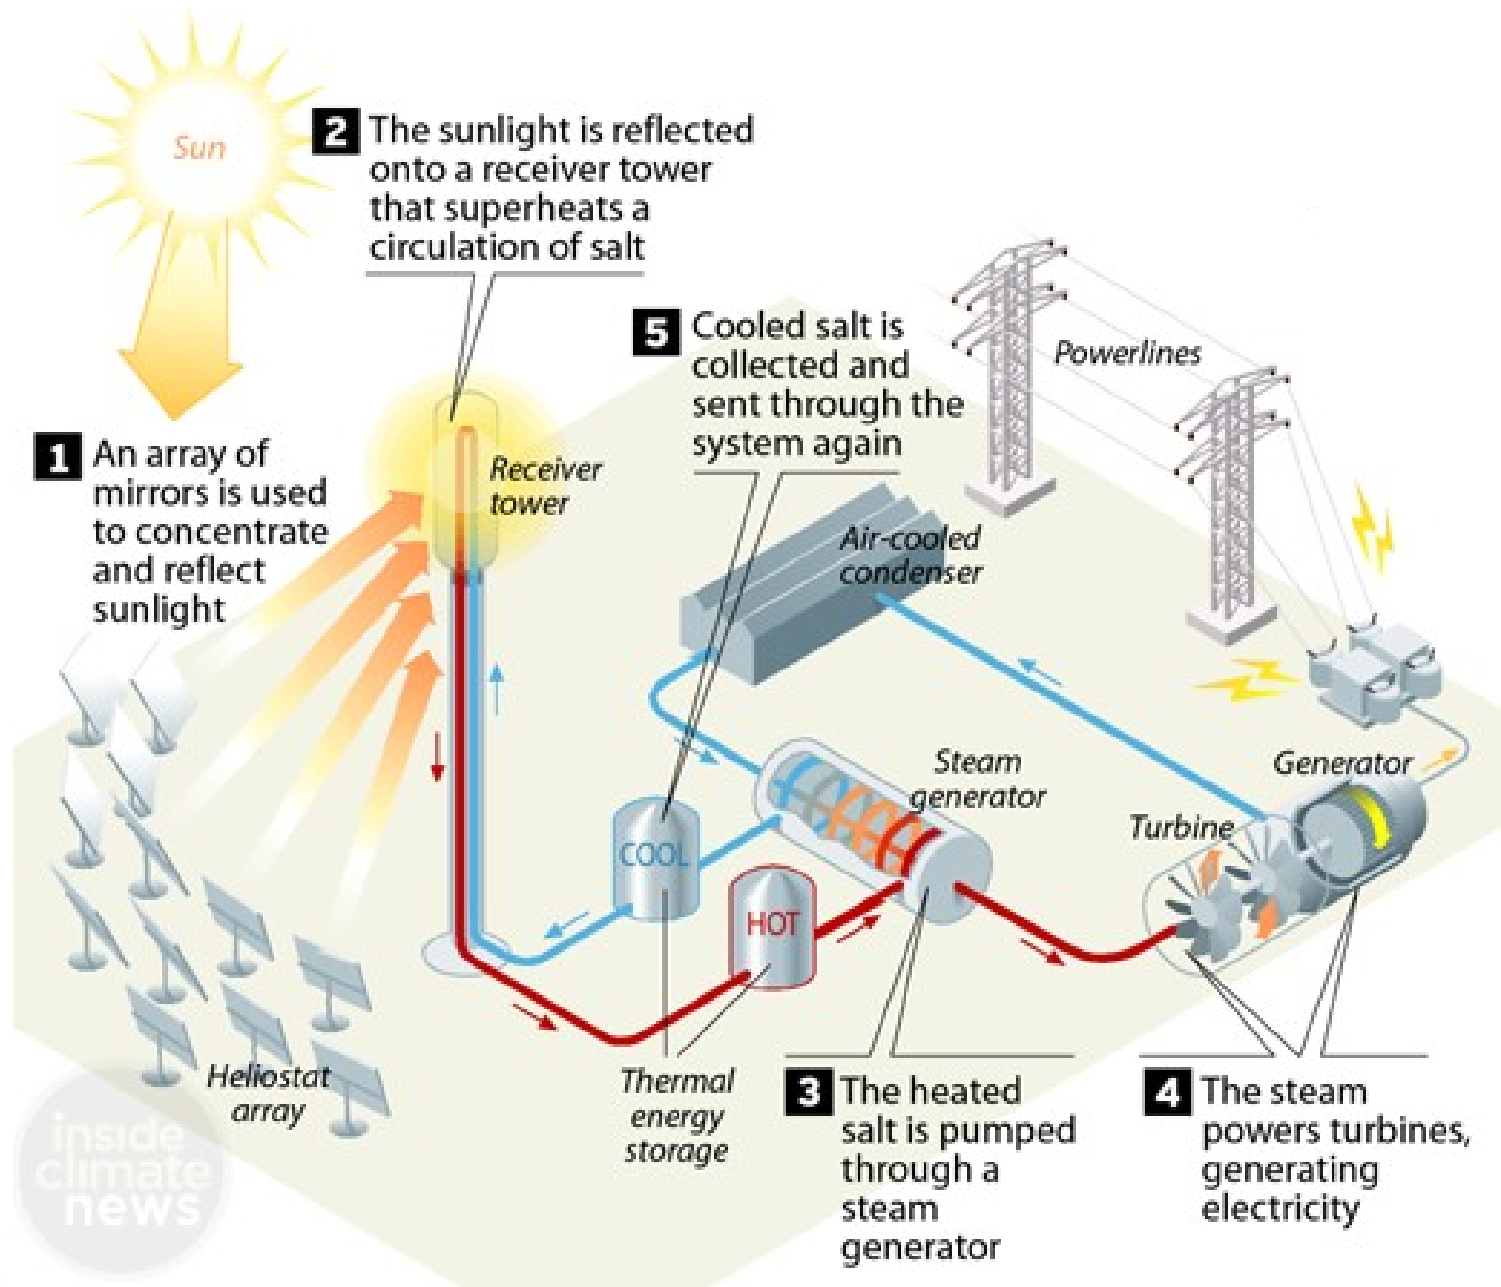 Sun
2 The sunlight is reflected
onto a receiver tower
that superheats a
circulation of salt
5 Cooled salt is
collected and
sent through the
system again
Powerlines
1 An array of
mirrors is used
to concentrate
and reflect
sunlight
Receiver
tower
Air-cooled
condenser
Steam
generator
Generator
Turbine
COOL
HOT
Heliostat
array
Thermal
energy
storage
3 The heated
salt is pumped
through a
steam
generator
4 The steam
powers turbines,
generating
electricity
inside
climate
news